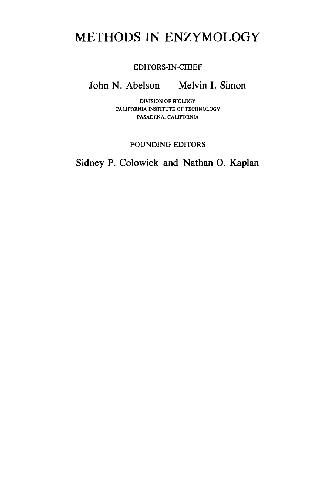 METHODS IN ENZYMOLOGY
EDITORS-IN-CHIEF
John N. Abelson Melvin I. Simon
DIVISION OF BIOLOGY
CALIFORNIA INSTITUTE OF TECHNOLOGY
PASADENA, CALIFORNIA
FOUNDING EDITORS
Sidney P. Colowick and Nathan O. Kaplan